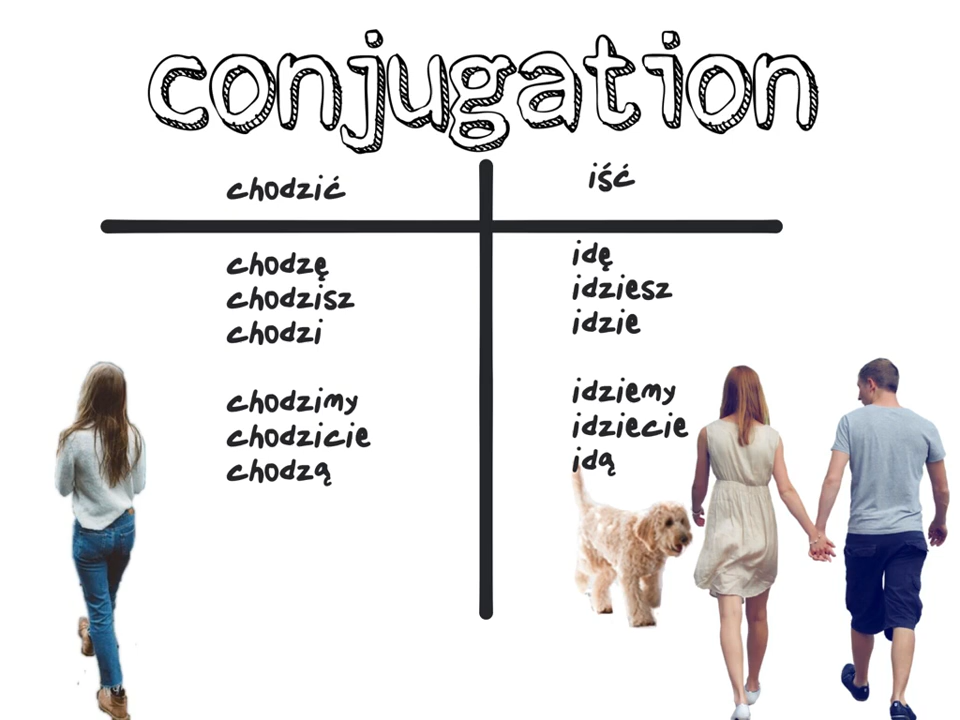 conjugation
chodzić
iść
chodzę
chodzisz
chodzi
chodzimy
chodzicie
chodzą
idę
idziesz
idzie
idziemy
idziecie
idą